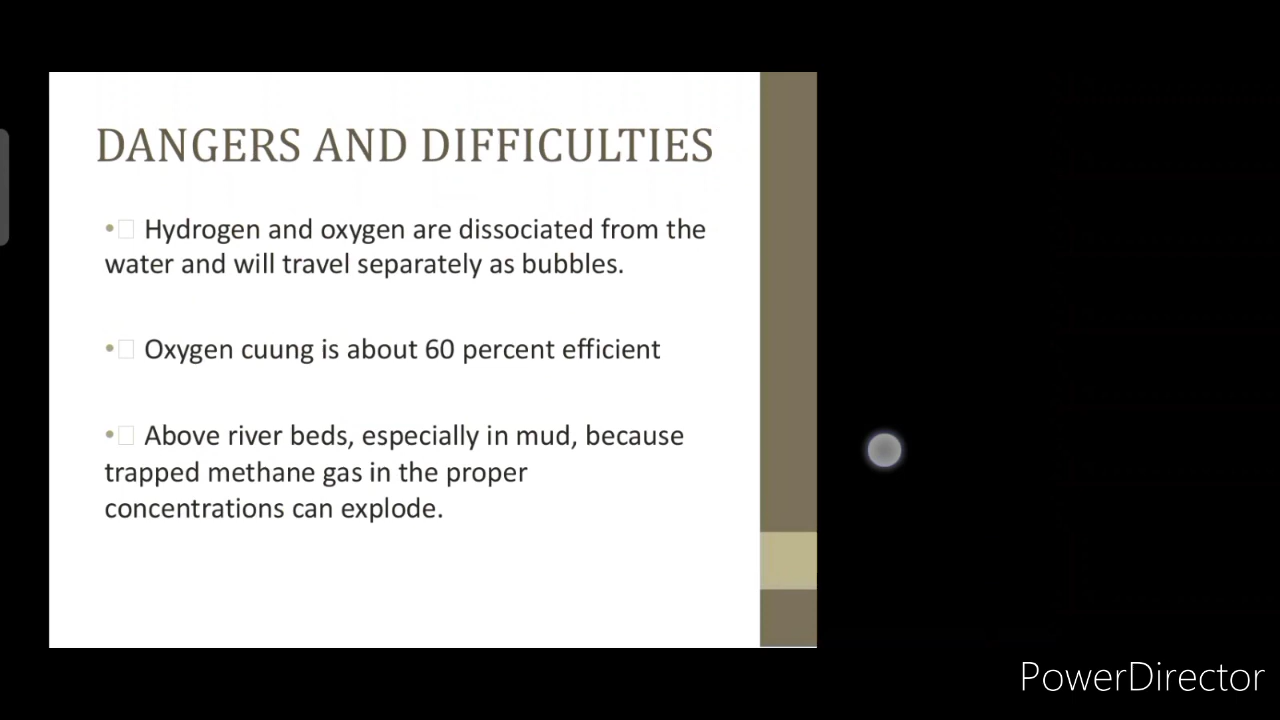 DANGERS AND DIFFICULTIES
• Hydrogen and oxygen are dissociated from the
water and will travel separately as bubbles.
• Oxygen cuung is about 60 percent efficient
• Above river beds, especially in mud, because
trapped methane gas in the proper
concentrations can explode.
PowerDirector